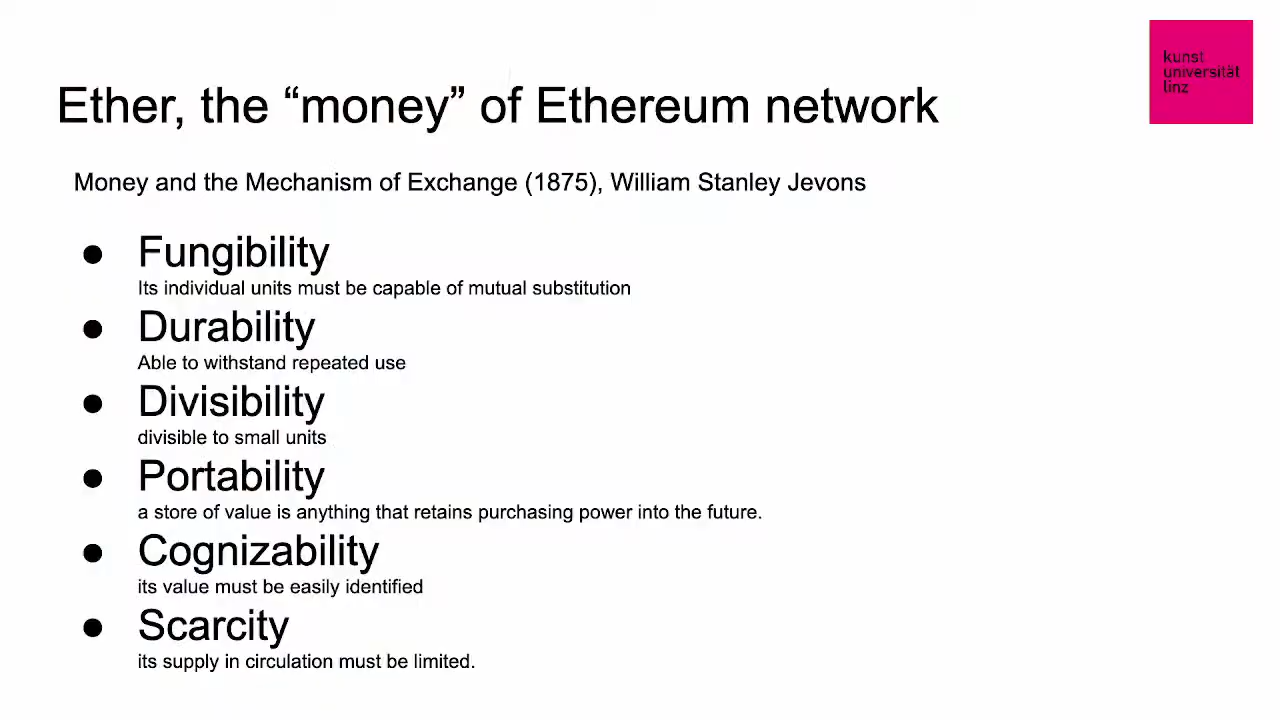 kunst
universität
linz
Ether, the “money” of Ethereum network
Money and the Mechanism of Exchange (1875), William Stanley Jevons
● Fungibility
Its individual units must be capable of mutual substitution
● Durability
Able to withstand repeated use
● Divisibility
divisible to small units
● Portability
a store of value is anything that retains purchasing power into the future.
● Cognizability
its value must be easily identified
● Scarcity
its supply in circulation must be limited.